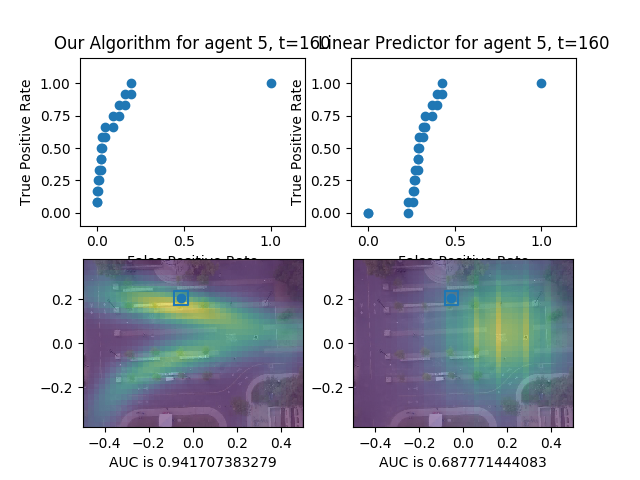 Our Algorithm for agent 5, t=160
Linear Predictor for agent 5, t=160
True Positive Rate
1.00
0.75
0.50
0.25
0.00
0.0 0.5 1.0
False Positive Rate
True Positive Rate
1.00
0.75
0.50
0.25
0.00
0.0 0.5 1.0
False Positive Rate
0.2
0.0
−0.2
−0.4 −0.2 0.0 0.2 0.4
AUC is 0.941707383279
0.2
0.0
−0.2
−0.4 −0.2 0.0 0.2 0.4
AUC is 0.687771444083